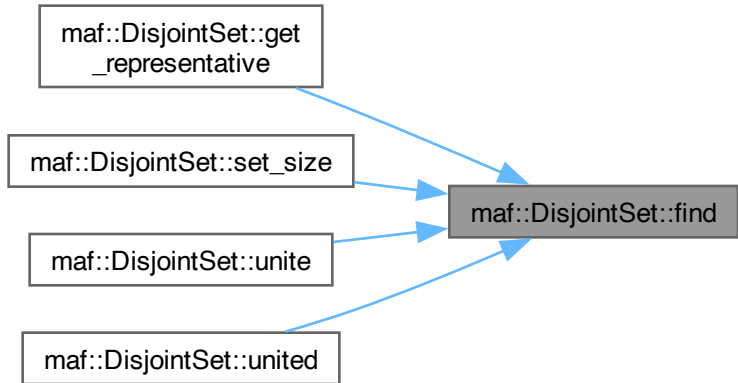 maf::DisjointSet::get
_representative
maf::DisjointSet::set_size
maf::DisjointSet::find
maf::DisjointSet::unite
maf::DisjointSet::united